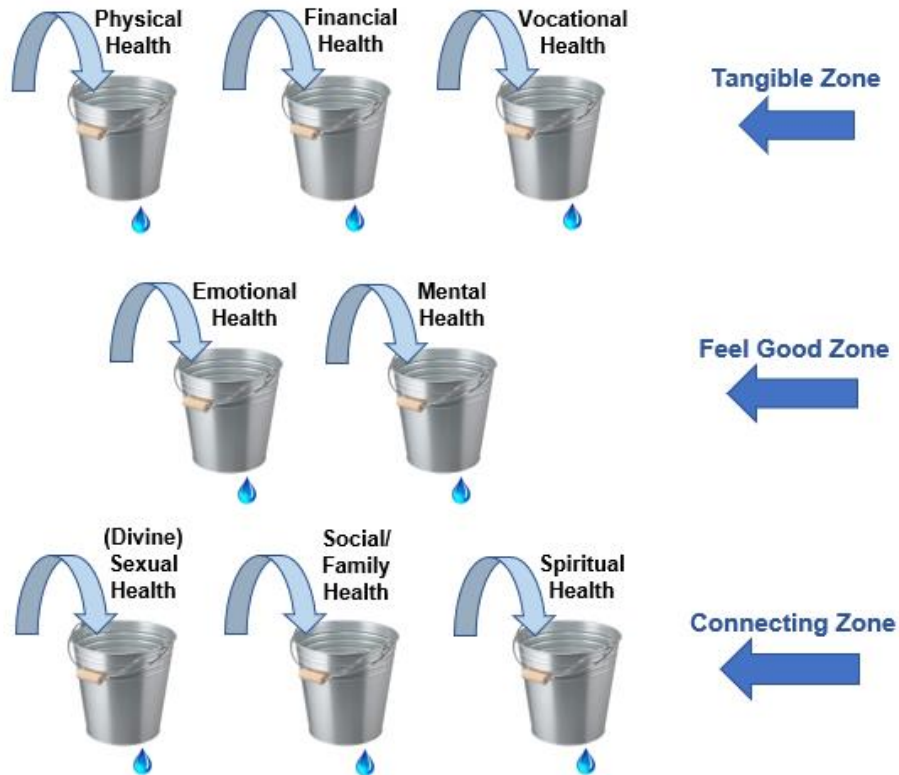 Physical
Health
Financial
Health
Vocational
Health
Tangible Zone
Emotional
Health
Mental
Health
Feel Good Zone
(Divine)
Sexual
Health
Social/
Family
Health
Spiritual
Health
Connecting Zone